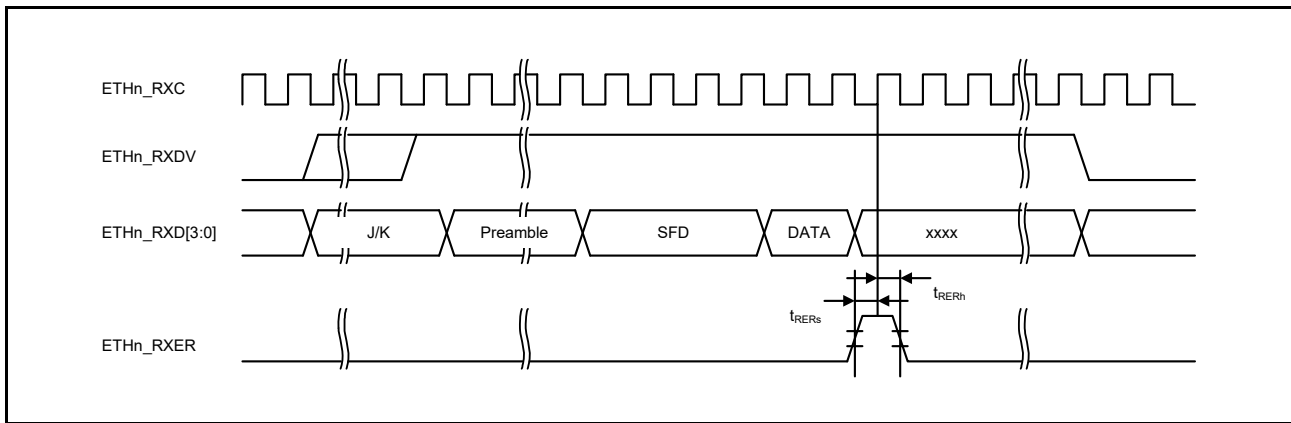 ETHn_RXC
ETHn_RXDV
ETHn_RXD[3:0]
J/K
Preamble
SFD
DATA
xxxx
tRERh
tRERs
ETHn_RXER